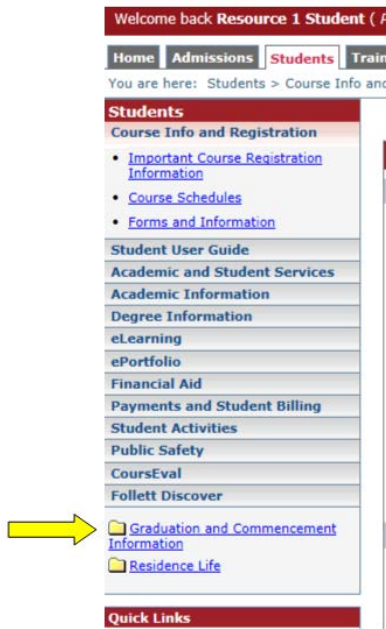 Welcome back Resource 1 Student (
Home Admissions Students Train
You are here: Students > Course Info and
Students
Course Info and Registration
• Important Course Registration
Information
• Course Schedules
• Forms and Information
Student User Guide
Academic and Student Services
Academic Information
Degree Information
eLearning
ePortfolio
Financial Aid
Payments and Student Billing
Student Activities
Public Safety
CoursEval
Follett Discover
Graduation and Commencement
Information
Residence Life
Quick Links